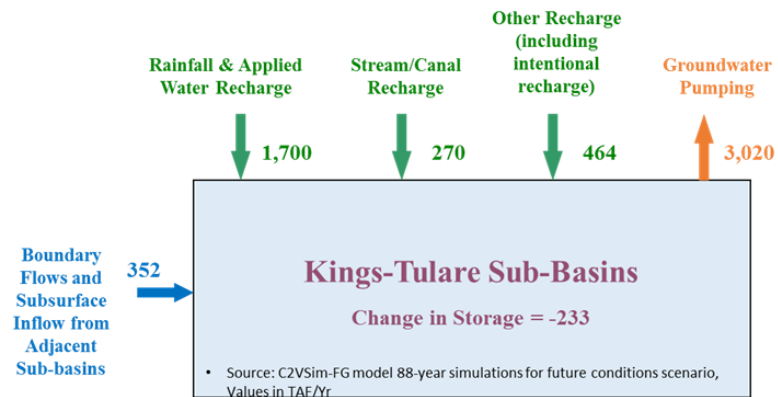 Rainfall & Applied
Water Recharge
1,700
Stream/Canal
Recharge
270
Other Recharge
(including
intentional
recharge)
464
Groundwater
Pumping
3,020
Boundary
Flows and
Subsurface
Inflow from
Adjacent
Sub-basins
352
Kings-Tulare Sub-Basins
Change in Storage = -233
• Source: C2VSim-FG model 88-year simulations for future conditions scenario,
Values in TAF/Yr